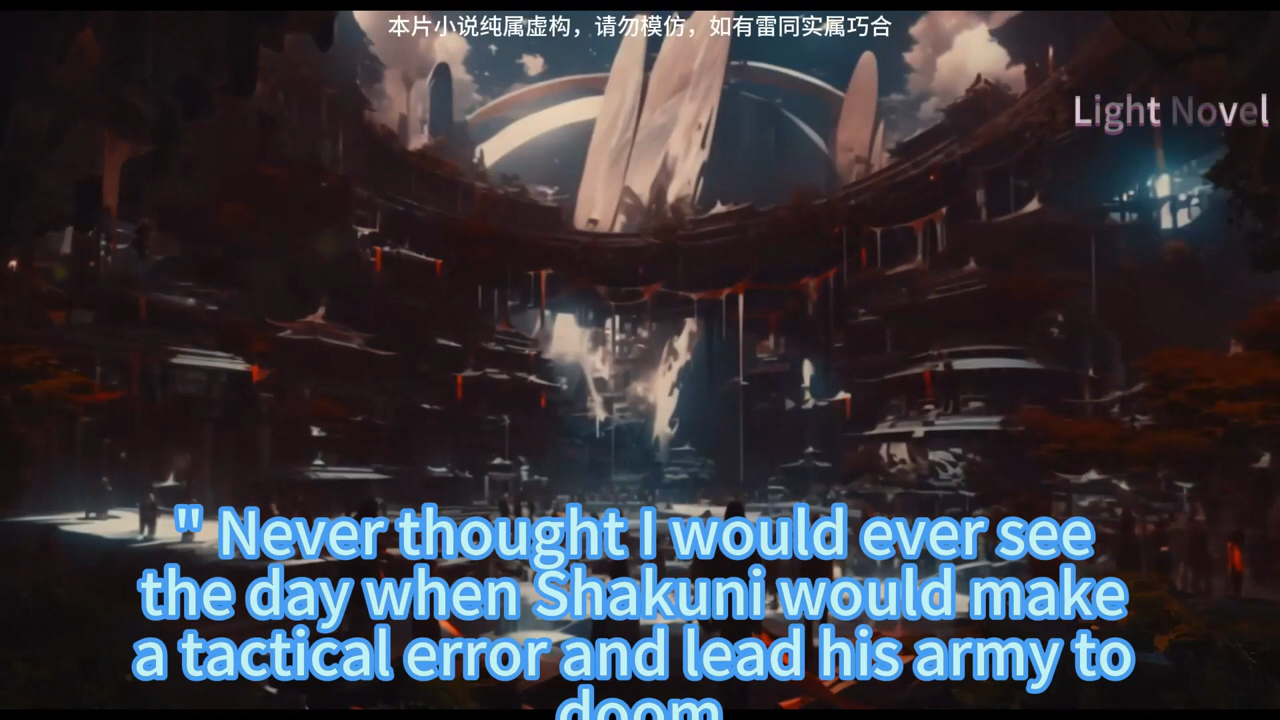 本片小说纯属虚构，请勿模仿，如有雷同实属巧合
Light Novel
" Never thought I would ever see
the day when Shakuni would make
a tactical error and lead his army to
doom